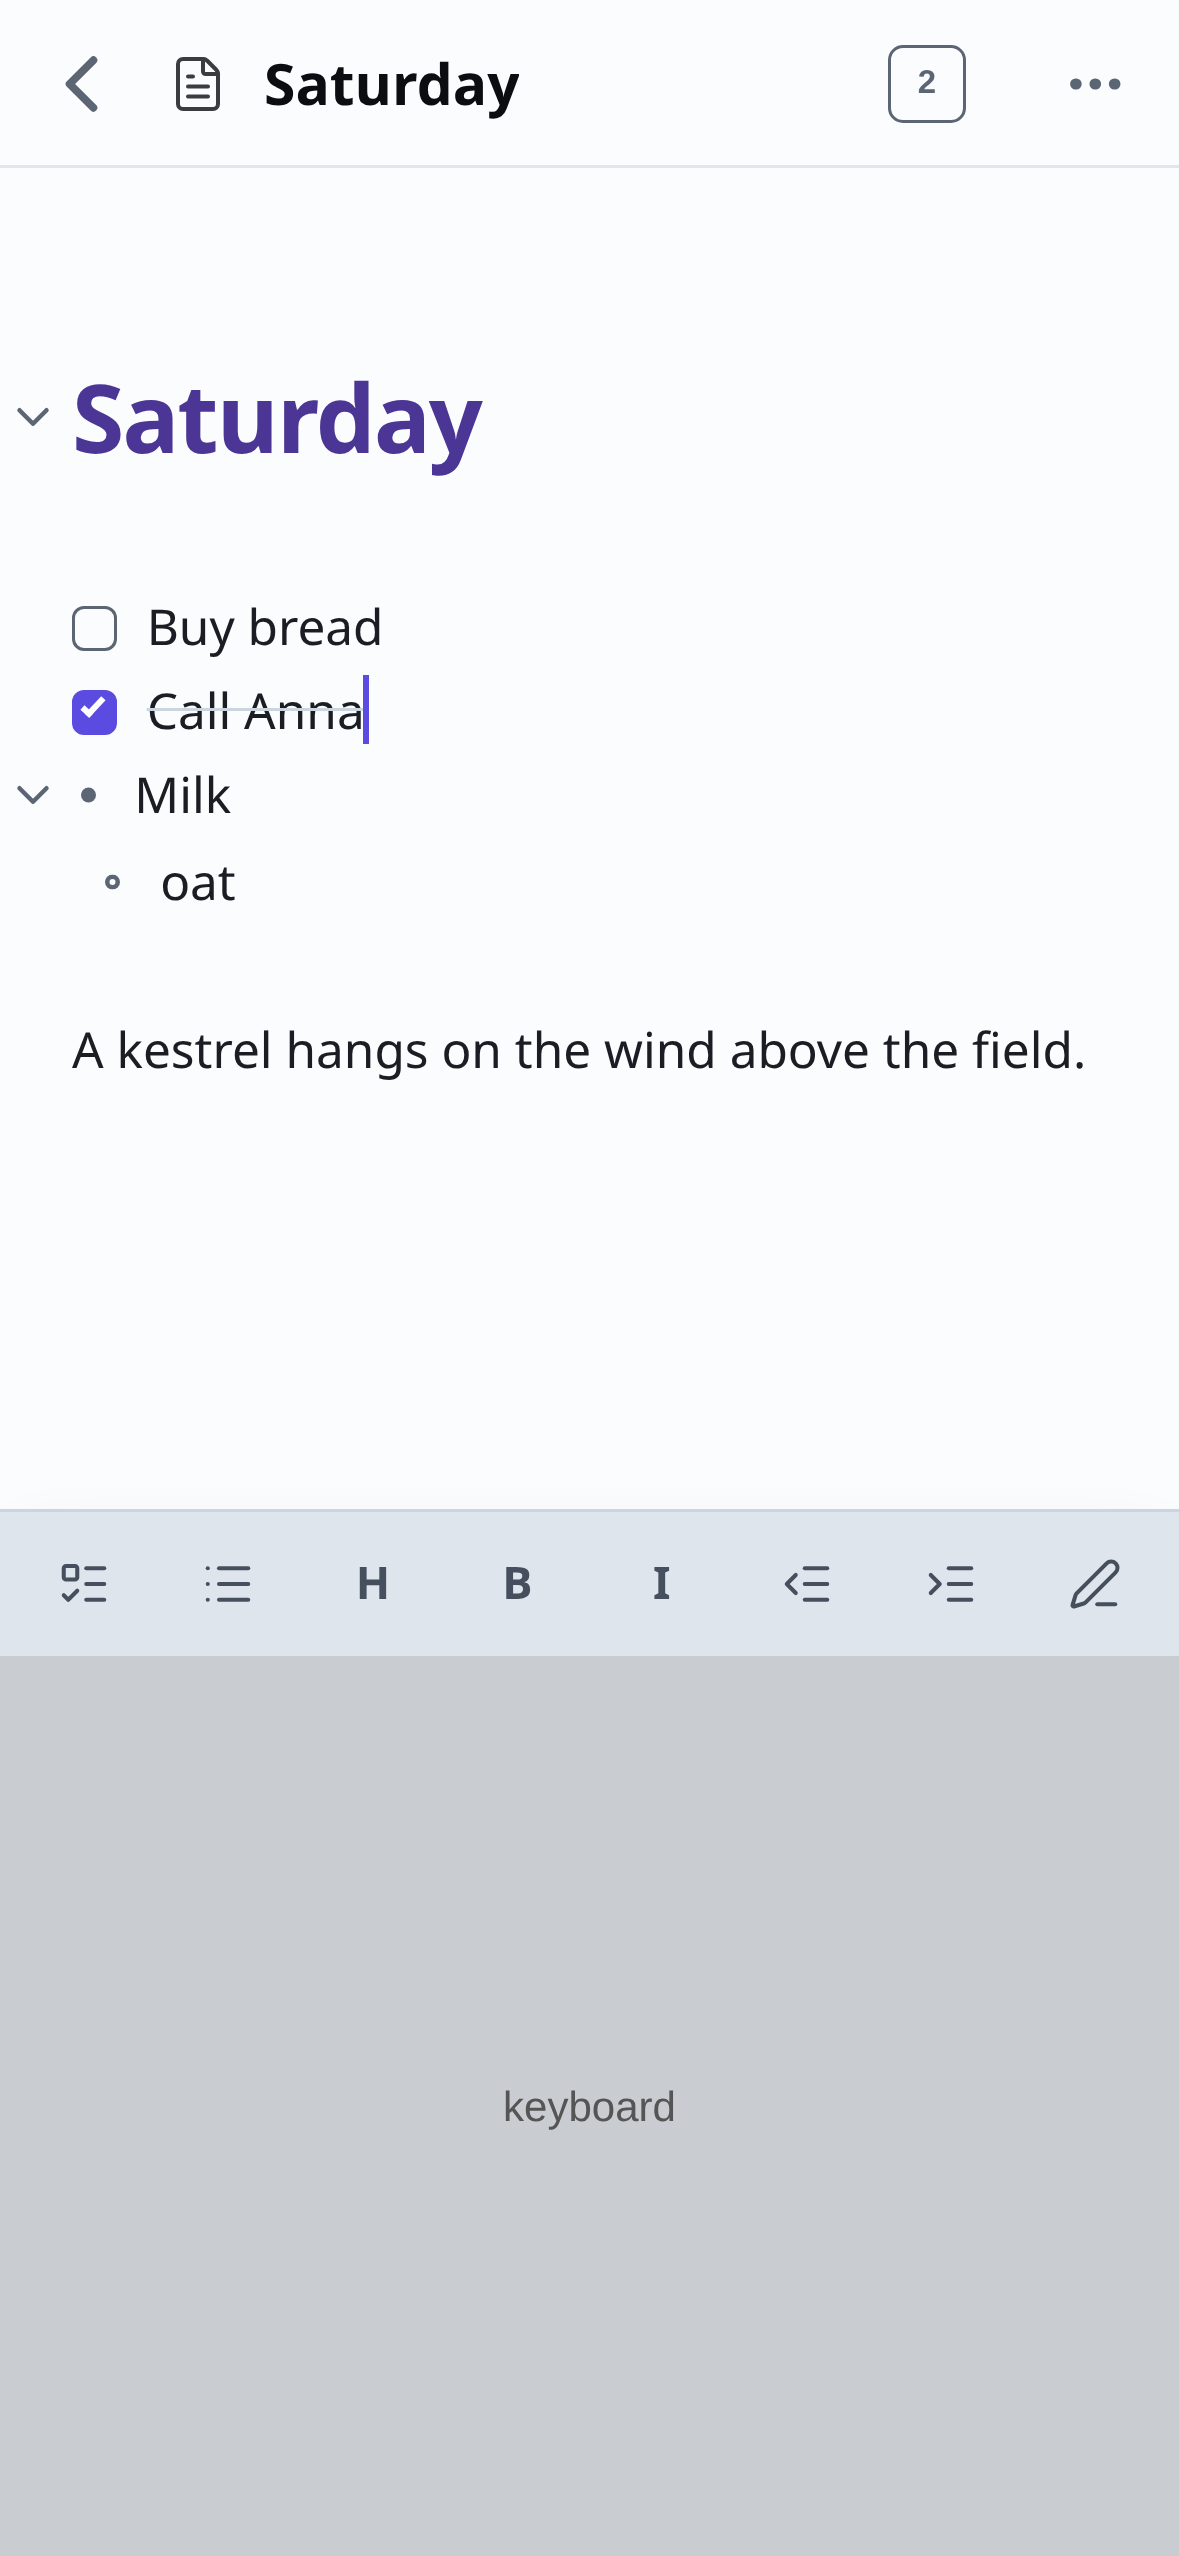 Saturday
2
Saturday
Buy bread
Call Anna
Milk
oat
A kestrel hangs on the wind above the field.
H B I
keyboard